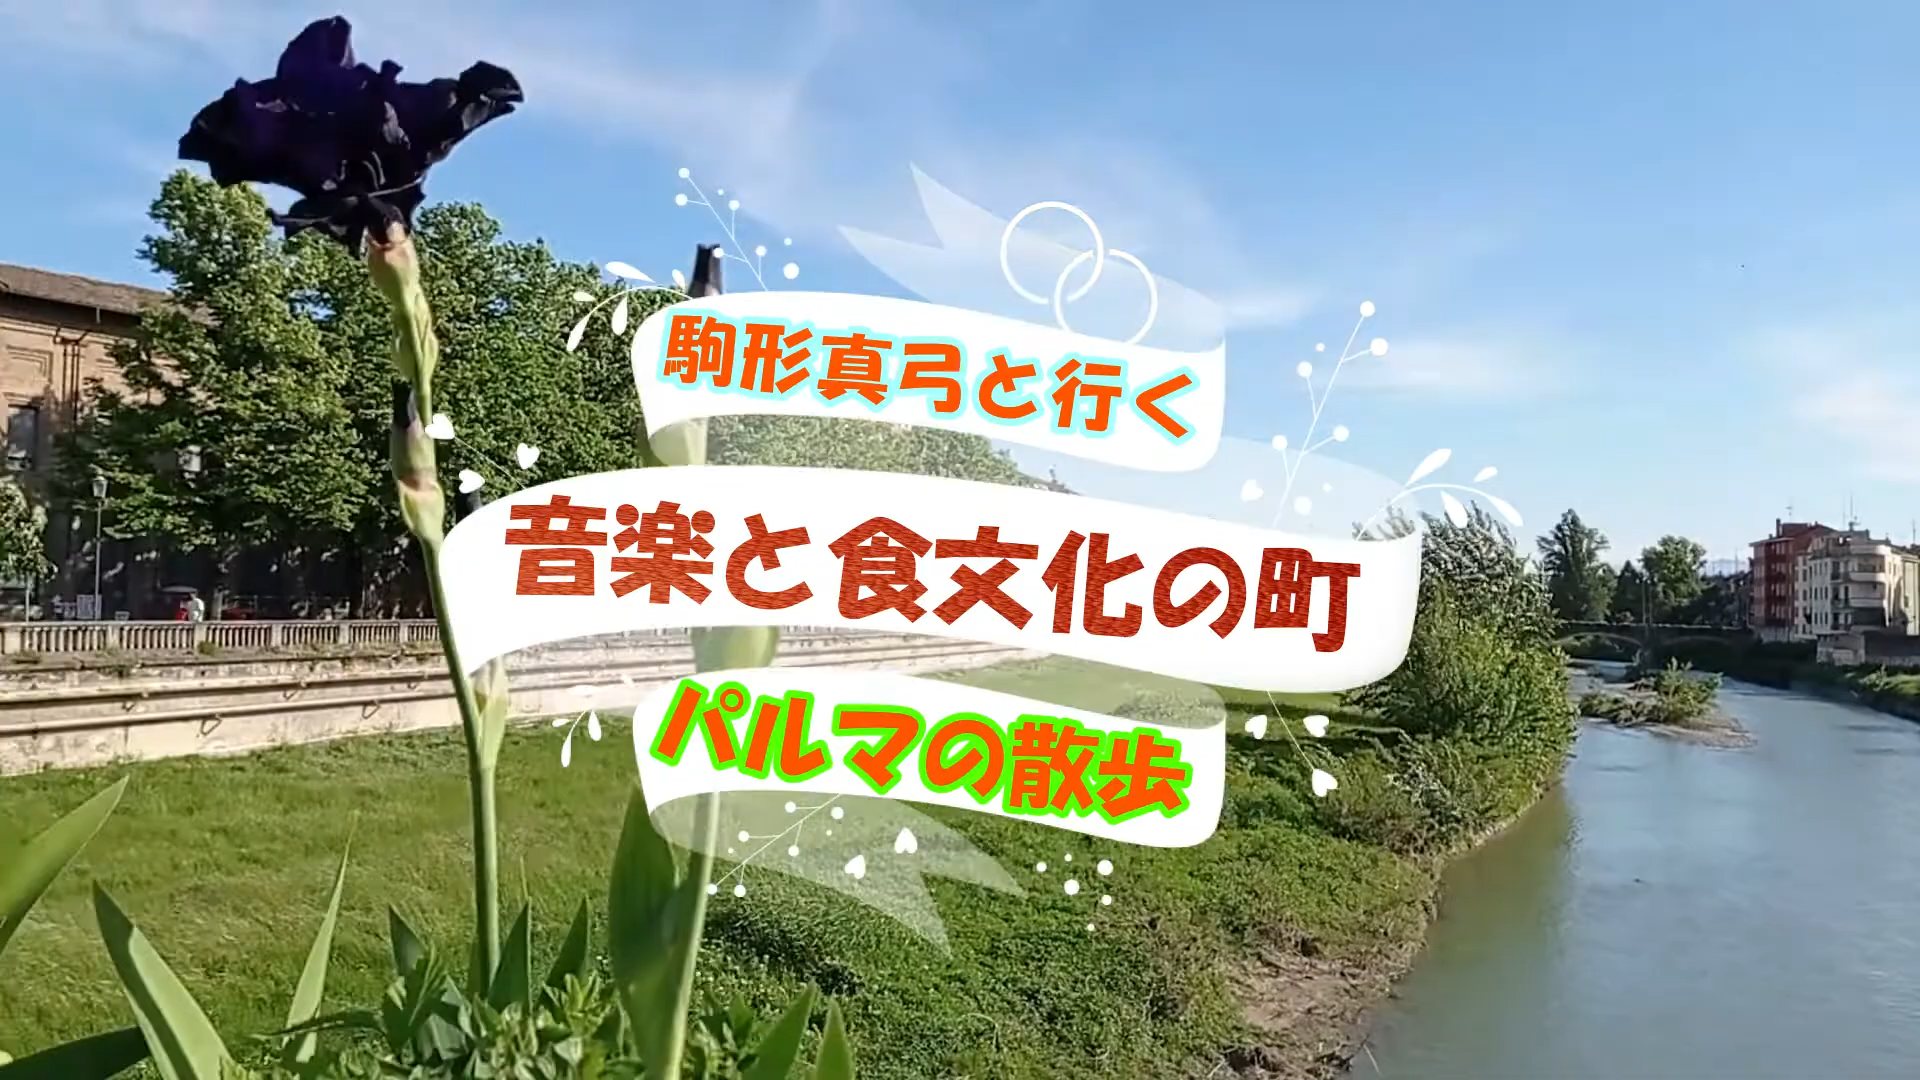 駒形真弓と行く
音楽と食文化の町
パルマの散歩